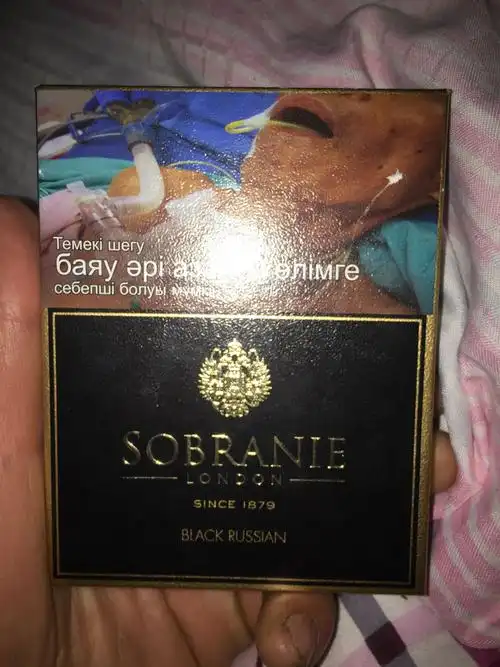 Темекі шегу
баяу әрі өлімге
себепші болуы
SOBRANIE
LONDON
SINCE 1879
BLACK RUSSIAN